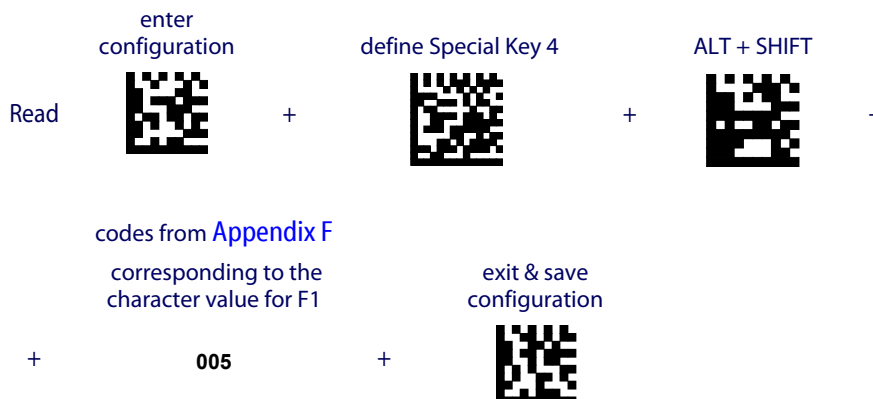 enter
configuration
define Special Key 4
ALT + SHIFT
Read
+
+
+
codes from Appendix F
corresponding to the
character value for F1
exit & save
configuration
+
005
+